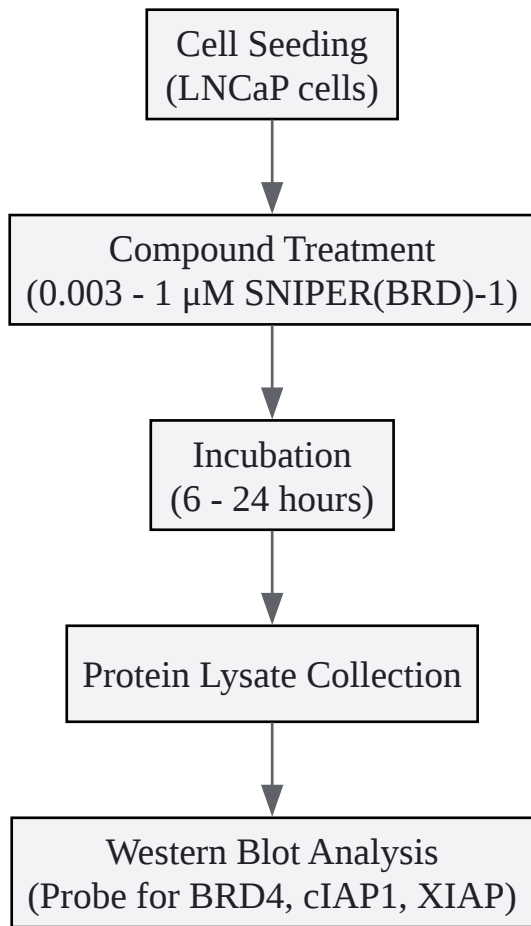 Cell Seeding
(LNCaP cells)
Compound Treatment
(0.003 - 1 μM SNIPER(BRD)-1)
Incubation
(6 - 24 hours)
Protein Lysate Collection
Western Blot Analysis
(Probe for BRD4, cIAP1, XIAP)